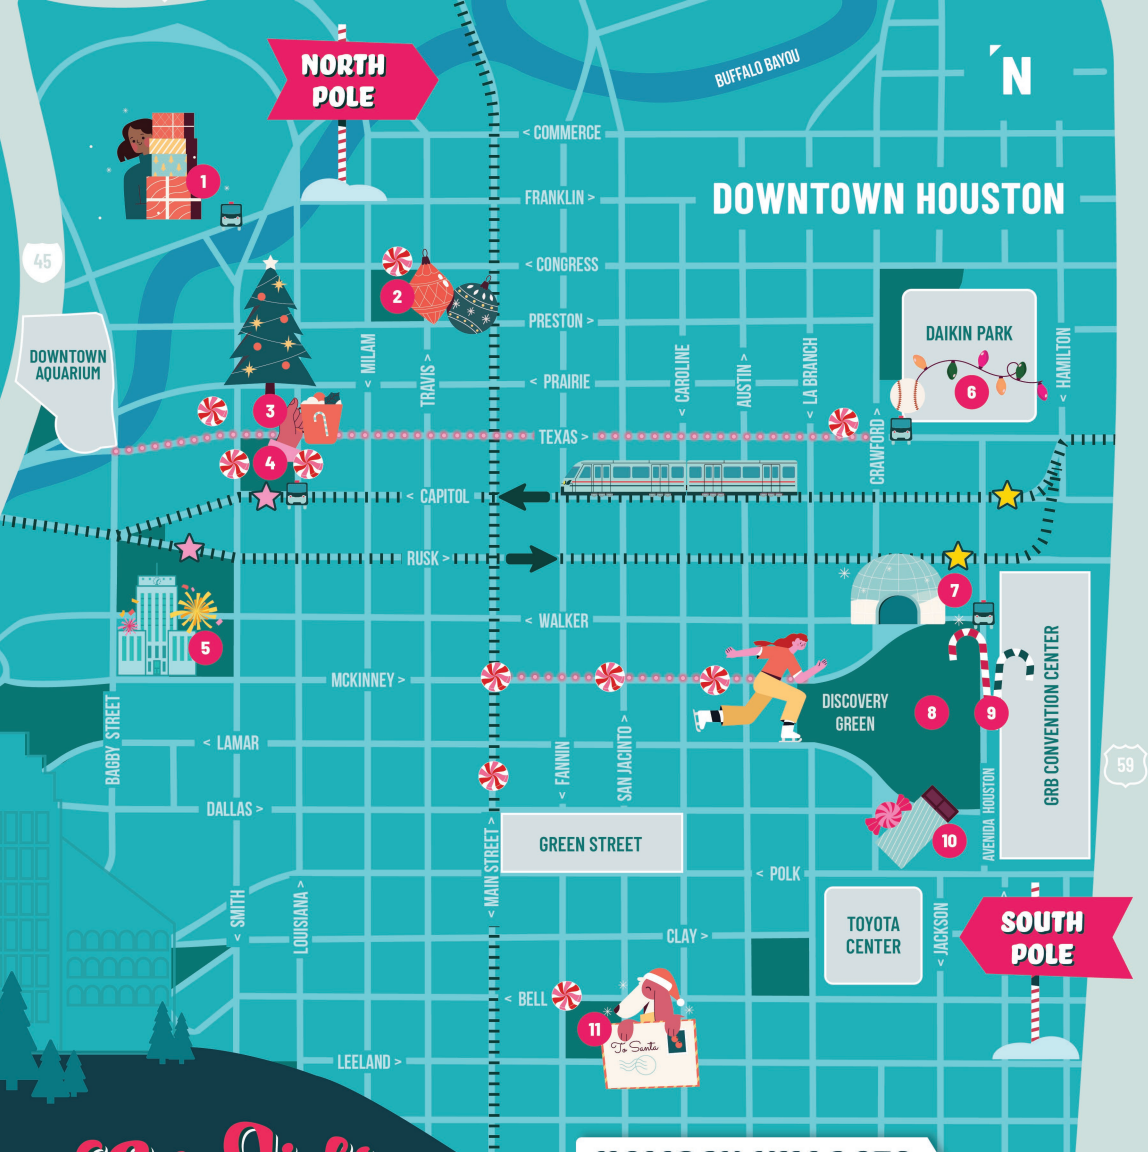 NORTH
POLE
BUFFALO BAYOU
N
< COMMERCE
DOWNTOWN HOUSTON
1
FRANKLIN >
45
< CONGRESS
2
PRESTON >
DAIKIN PARK
DOWNTOWN
AQUARIUM
< MILAM
TRAVIS >
< PRAIRIE
< CAROLINE
AUSTIN >
< LA BRANCH
< HAMILTON
6
3
TEXAS >
CRAWFORD >
4
< CAPITOL
RUSK >
7
< WALKER
5
MCKINNEY >
DISCOVERY
GREEN
8
9
GRB CONVENTION CENTER
BAGBY STREET
< LAMAR
< FANNIN
SAN JACINTO >
59
DALLAS >
AVENIDA HOUSTON
10
GREEN STREET
< MAIN STREET >
< POLK
< SMITH
LOUISIANA >
TOYOTA
CENTER
< JACKSON
SOUTH
POLE
CLAY >
< BELL
11
To Santa
LEELAND >